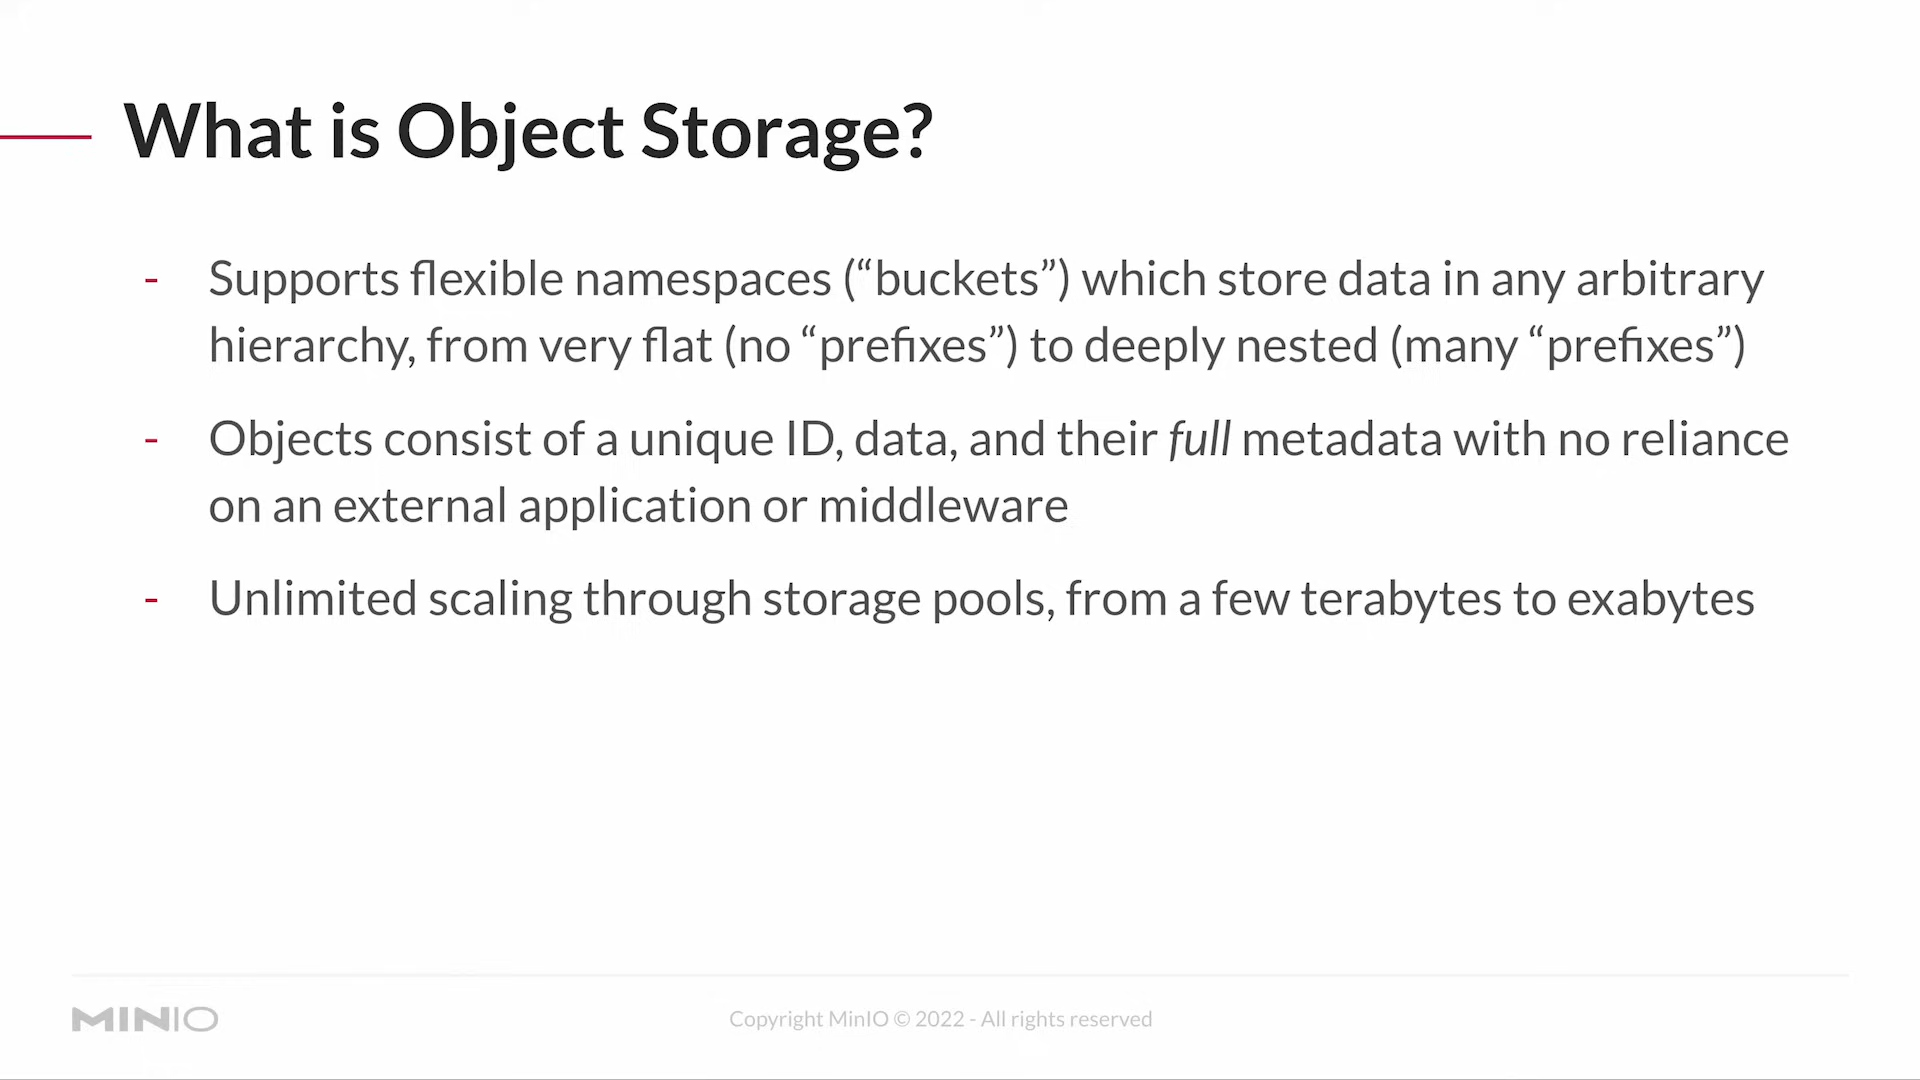 What is Object Storage?
- Supports flexible namespaces (“buckets”) which store data in any arbitrary
hierarchy, from very flat (no “prefixes”) to deeply nested (many “prefixes”)
- Objects consist of a unique ID, data, and their full metadata with no reliance
on an external application or middleware
- Unlimited scaling through storage pools, from a few terabytes to exabytes
MINIO
Copyright MinIO © 2022 - All rights reserved